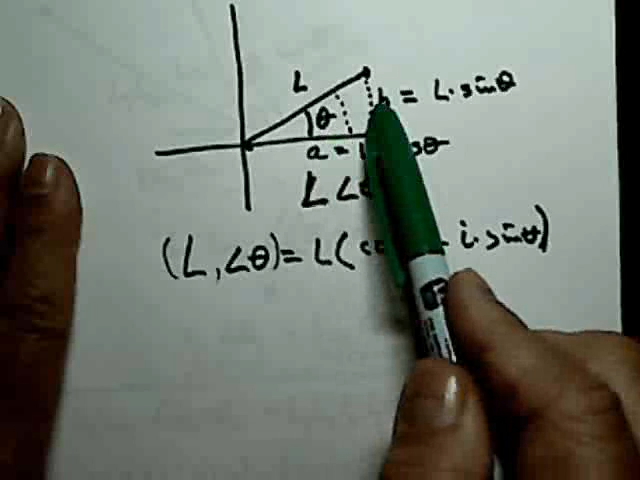 L
θ = L·sinθ
a =
L∠
(L, ∠θ) = L( i·sinθ)